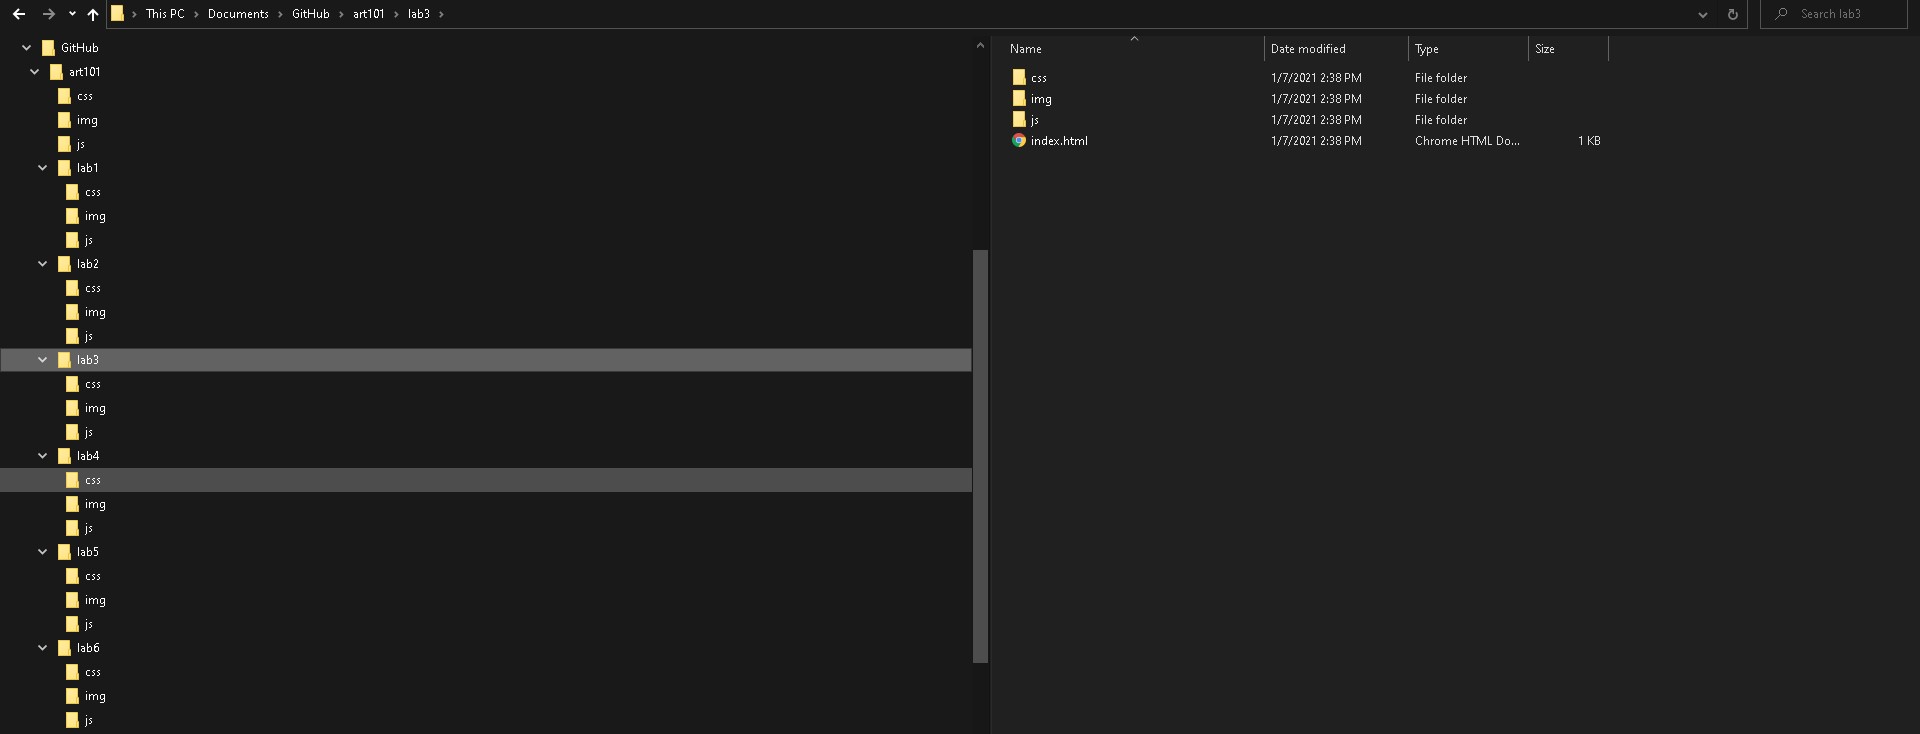 This PC > Documents > GitHub > art101 > lab3 >
Search lab3
GitHub
art101
css
img
js
lab1
css
img
js
lab2
css
img
js
lab3
css
img
js
lab4
css
img
js
lab5
css
img
js
lab6
css
img
js
Name Date modified Type Size
css 1/7/2021 2:38 PM File folder
img 1/7/2021 2:38 PM File folder
js 1/7/2021 2:38 PM File folder
index.html 1/7/2021 2:38 PM Chrome HTML Do... 1 KB